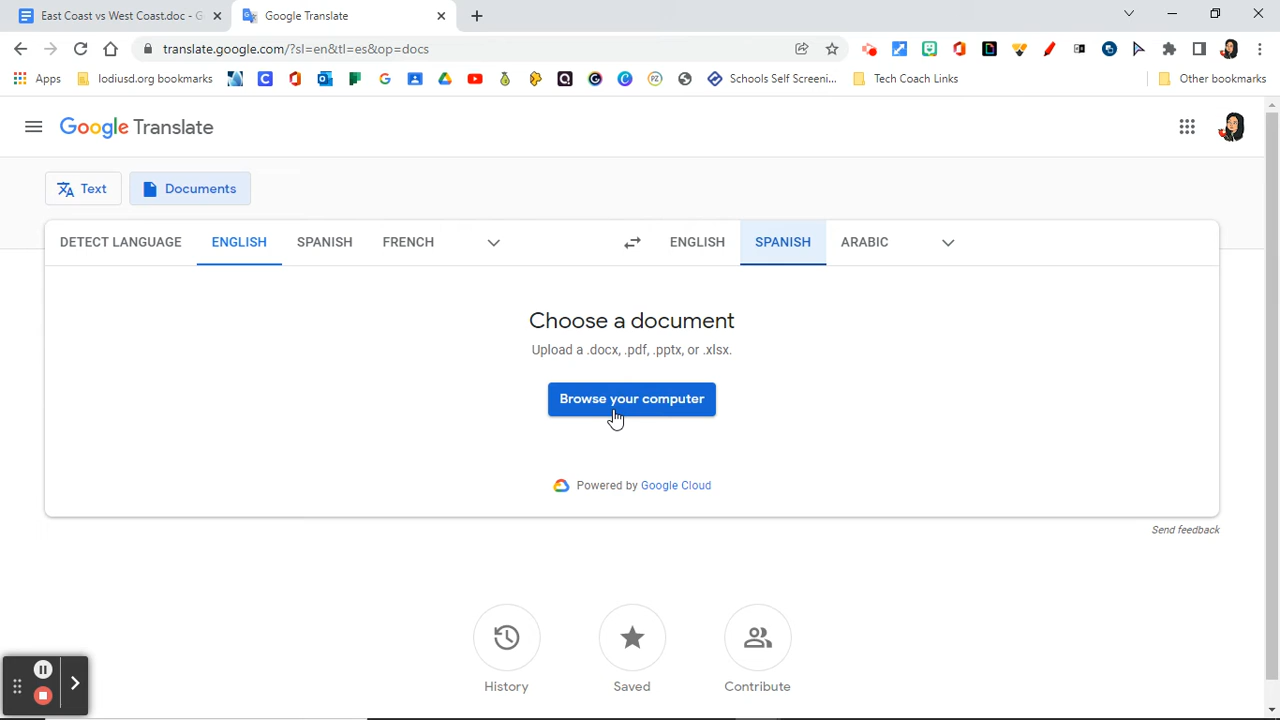 East Coast vs West Coast.doc - G
Google Translate
translate.google.com/?sl=en&tl=es&op=docs
Apps
lodiusd.org bookmarks
Schools Self Screeni...
Tech Coach Links
Other bookmarks
Google Translate
Text
Documents
DETECT LANGUAGE
ENGLISH
SPANISH
FRENCH
ENGLISH
SPANISH
ARABIC
Choose a document
Upload a .docx, .pdf, .pptx, or .xlsx.
Browse your computer
Powered by Google Cloud
Send feedback
History
Saved
Contribute